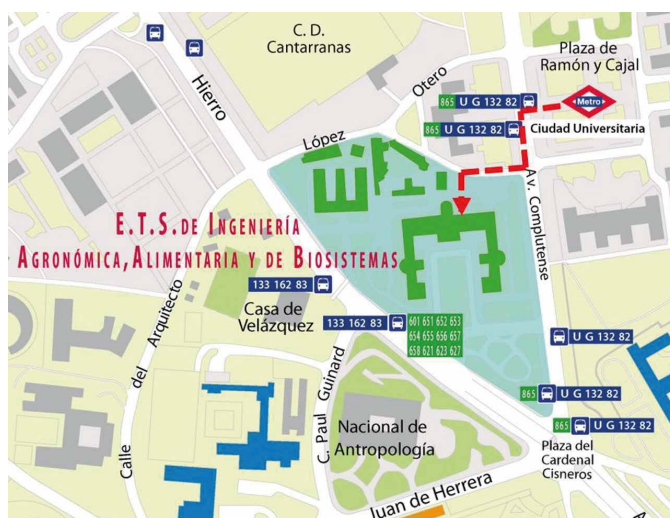 C. D.
Cantarranas
Hierro
Otero
López
Plaza de
Ramón y Cajal
865 U G 132 82
Metro
865 U G 132 82
Ciudad Universitaria
Av. Complutense
E.T.S. DE INGENIERÍA
AGRONÓMICA, ALIMENTARIA Y DE BIOSISTEMAS
133 162 83
Casa de
Velázquez
133 162 83
601 651 652 653
654 655 656 657
658 621 623 627
U G 132 82
Calle
del Arquitecto
C. Paul Guinard
865 U G 132 82
865 U G 132 82
Nacional de
Antropología
Plaza del
Cardenal
Cisneros
Juan de Herrera
A